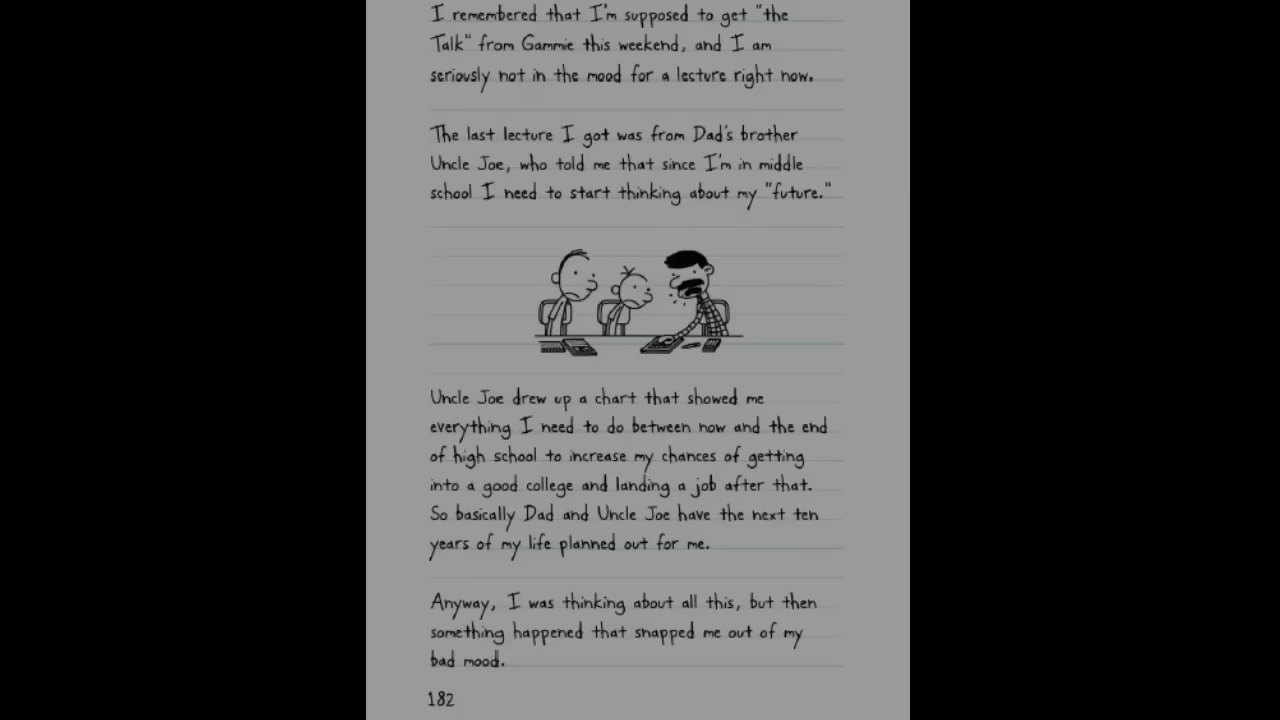 I remembered that I'm supposed to get "the
Talk" from Gammie this weekend, and I am
seriously not in the mood for a lecture right now.
The last lecture I got was from Dad's brother
Uncle Joe, who told me that since I'm in middle
school I need to start thinking about my "future."
Uncle Joe drew up a chart that showed me
everything I need to do between now and the end
of high school to increase my chances of getting
into a good college and landing a job after that.
So basically Dad and Uncle Joe have the next ten
years of my life planned out for me.
Anyway, I was thinking about all this, but then
something happened that snapped me out of my
bad mood.
182